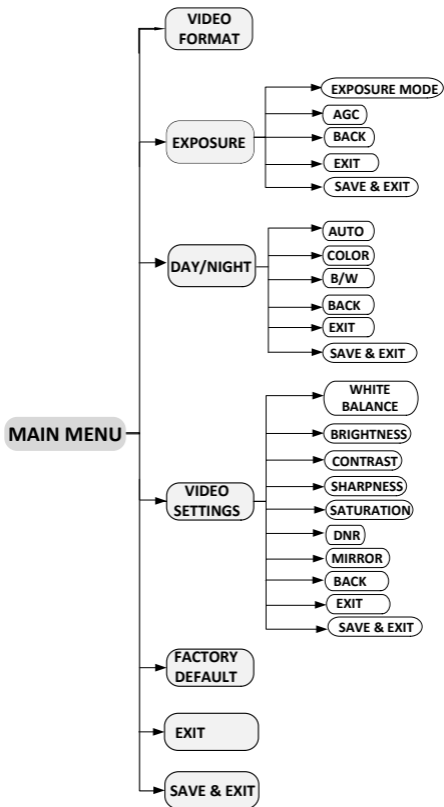 MAIN MENU
VIDEO
FORMAT
EXPOSURE
EXPOSURE MODE
AGC
BACK
EXIT
SAVE & EXIT
DAY/NIGHT
AUTO
COLOR
B/W
BACK
EXIT
SAVE & EXIT
VIDEO
SETTINGS
WHITE
BALANCE
BRIGHTNESS
CONTRAST
SHARPNESS
SATURATION
DNR
MIRROR
BACK
EXIT
SAVE & EXIT
FACTORY
DEFAULT
EXIT
SAVE & EXIT